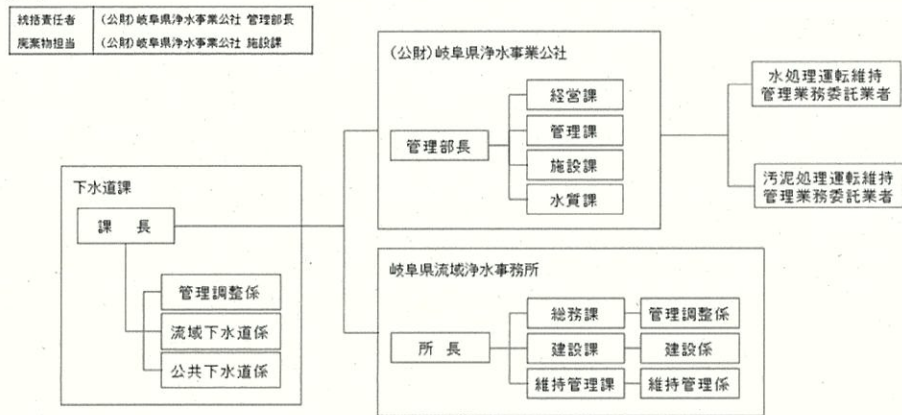 統括責任者 (公財)岐阜県浄水事業公社 管理部長
廃棄物担当 (公財)岐阜県浄水事業公社 施設課
(公財)岐阜県浄水事業公社
経営課
管理課
管理部長
施設課
水質課
水処理運転維持
管理業務委託業者
汚泥処理運転維持
管理業務委託業者
下水道課
課長
管理調整係
流域下水道係
公共下水道係
岐阜県流域浄水事務所
総務課 管理調整係
所長 建設課 建設係
維持管理課 維持管理係